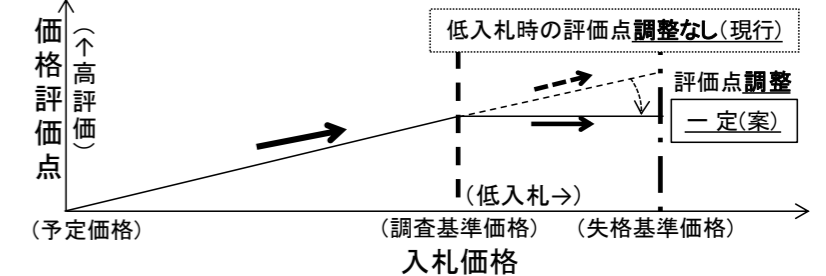 低入札時の評価点調整なし(現行)
価格評価点
(↑高評価)
評価点調整
一 定(案)
(低入札→)
(予定価格)
(調査基準価格)
(失格基準価格)
入札価格